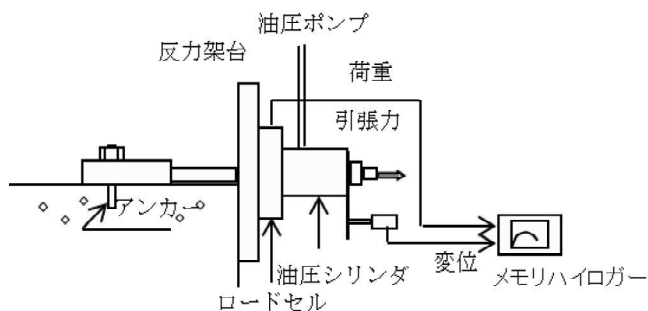 油圧ポンプ
反力架台
荷重
引張力
アンカー
油圧シリンダ
変位
メモリハイロガー
ロードセル